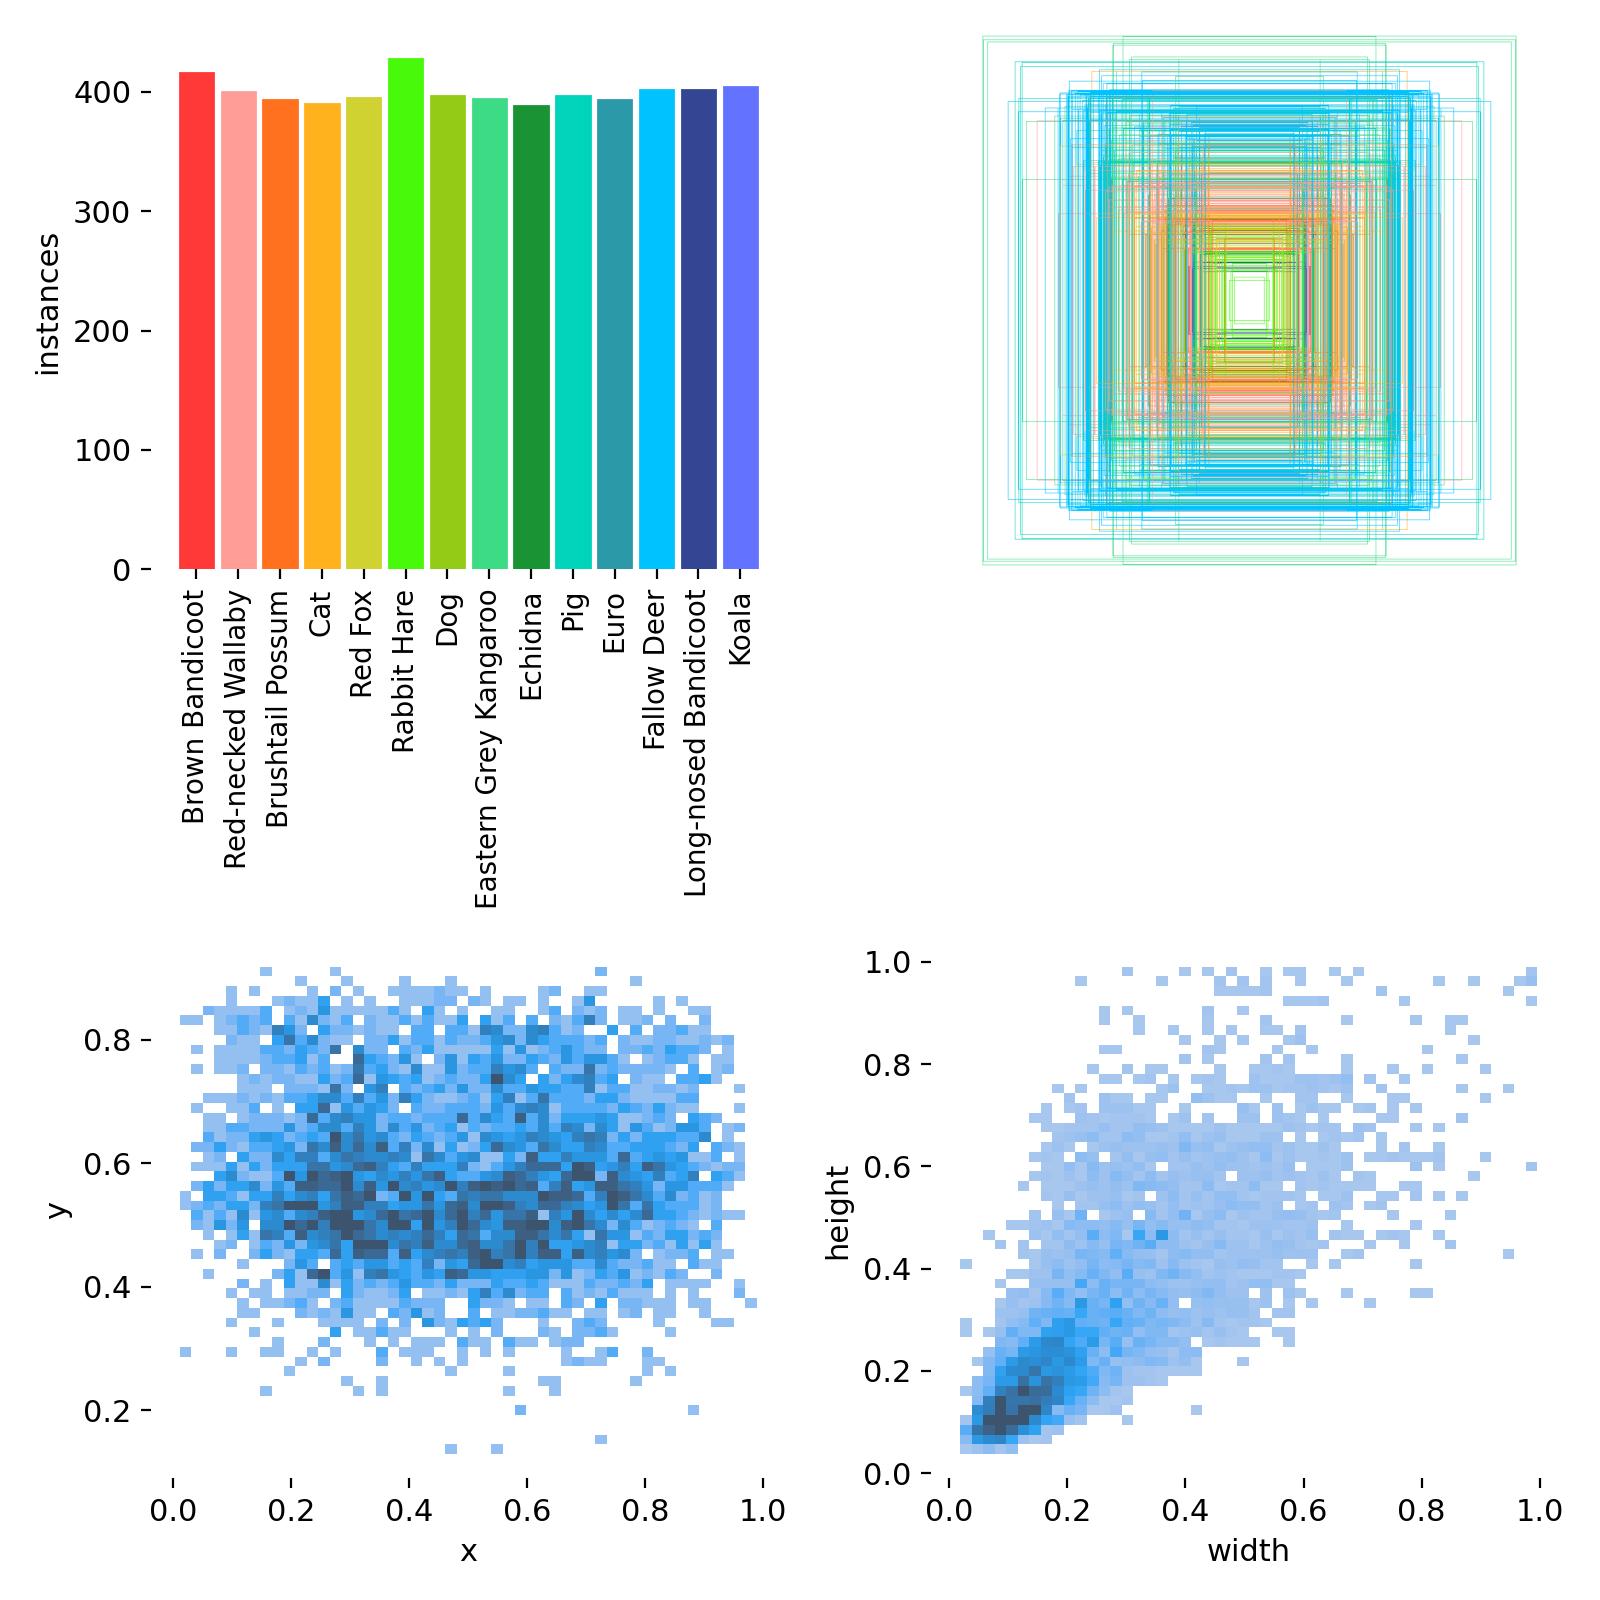 400
300
200
100
0
instances
Brown Bandicoot
Red-necked Wallaby
Brushtail Possum
Cat
Red Fox
Rabbit Hare
Dog
Eastern Grey Kangaroo
Echidna
Pig
Euro
Fallow Deer
Long-nosed Bandicoot
Koala
0.8
0.6
0.4
0.2
y
0.0 0.2 0.4 0.6 0.8 1.0
x
1.0
0.8
0.6
0.4
0.2
0.0
height
0.0 0.2 0.4 0.6 0.8 1.0
width